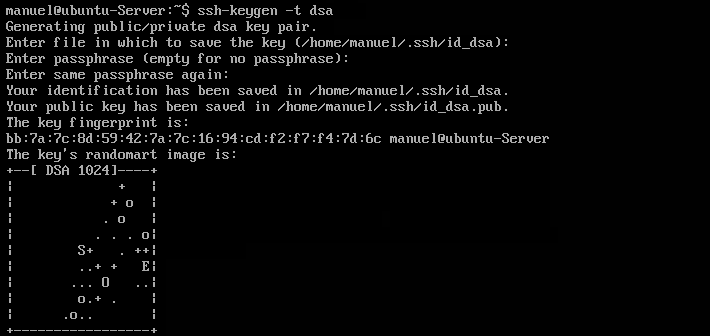 manuel@ubuntu-Server:~$ ssh-keygen -t dsa
Generating public/private dsa key pair.
Enter file in which to save the key (/home/manuel/.ssh/id_dsa):
Enter passphrase (empty for no passphrase):
Enter same passphrase again:
Your identification has been saved in /home/manuel/.ssh/id_dsa.
Your public key has been saved in /home/manuel/.ssh/id_dsa.pub.
The key fingerprint is:
bb:7a:7c:8d:59:42:7a:7c:16:94:cd:f2:f7:f4:7d:6c manuel@ubuntu-Server
The key's randomart image is:
+--[ DSA 1024]----+
|             +   |
|            + o  |
|           . o   |
|          . . . o|
|        S+   . ++|
|        ..+ +   E|
|       ... O   ..|
|        o.+ .    |
|      .o..       |
+-----------------+